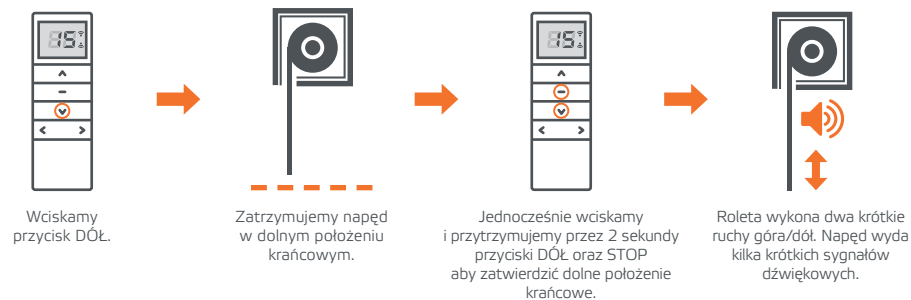 15
15
Wciskamy
przycisk DÓŁ.
Zatrzymujemy napęd
w dolnym położeniu
krańcowym.
Jednocześnie wciskamy
i przytrzymujemy przez 2 sekundy
przyciski DÓŁ oraz STOP
aby zatwierdzić dolne położenie
krańcowe.
Roleta wykona dwa krótkie
ruchy góra/dół. Napęd wyda
kilka krótkich sygnałów
dźwiękowych.